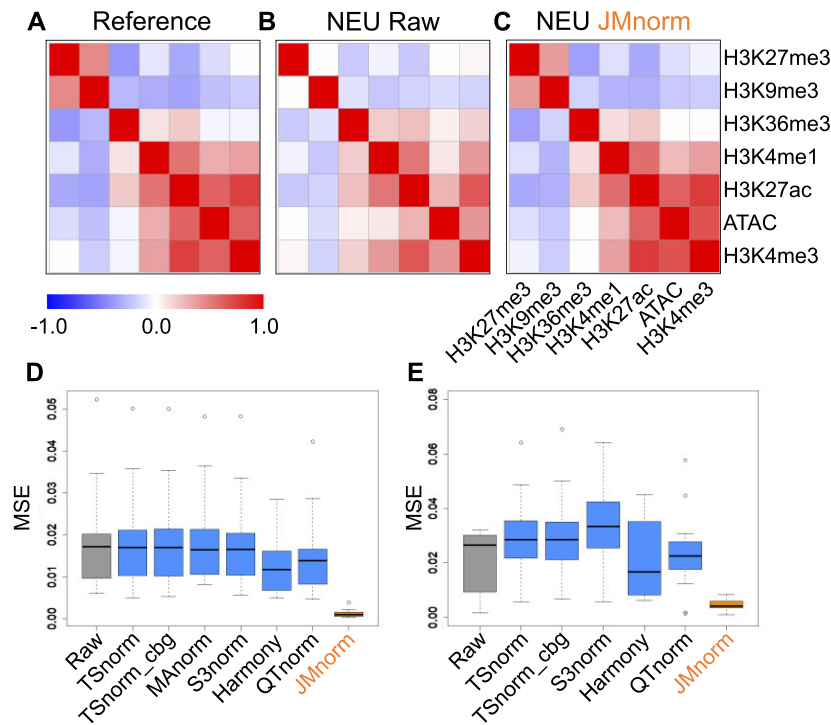 A Reference B NEU Raw C NEU JMnorm
H3K27me3
H3K9me3
H3K36me3
H3K4me1
H3K27ac
ATAC
H3K4me3
-1.0 0.0 1.0
H3K27me3 H3K9me3 H3K36me3 H3K4me1 H3K27ac ATAC H3K4me3
D
MSE
0.05
0.04
0.03
0.02
0.01
0.00
Raw TSnorm TSnorm_cbg MAnorm S3norm Harmony QTnorm JMnorm
E
MSE
0.08
0.06
0.04
0.02
0.00
Raw TSnorm TSnorm_cbg S3norm Harmony QTnorm JMnorm